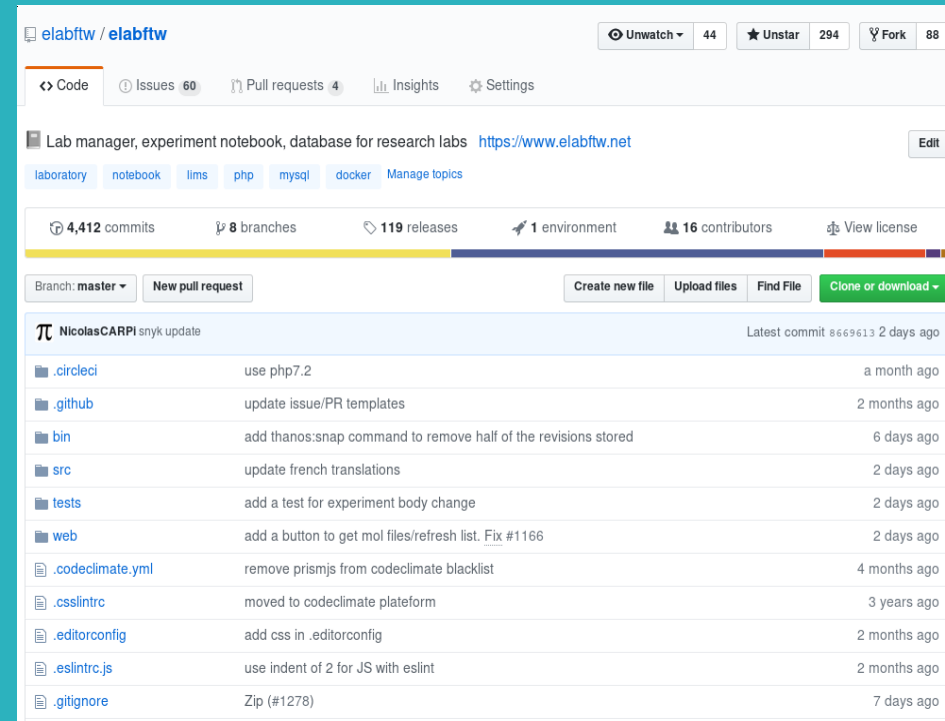 elabftw / elabftw
Unwatch 44 Unstar 294 Fork 88
Code Issues 60 Pull requests 4 Insights Settings
Lab manager, experiment notebook, database for research labs https://www.elabftw.net Edit
laboratory notebook lims php mysql docker Manage topics
4,412 commits 8 branches 119 releases 1 environment 16 contributors View license
Branch: master New pull request Create new file Upload files Find File Clone or download
NicolasCARPi snyk update Latest commit 8669613 2 days ago
.circleci use php7.2 a month ago
.github update issue/PR templates 2 months ago
bin add thanos:snap command to remove half of the revisions stored 6 days ago
src update french translations 2 days ago
tests add a test for experiment body change 2 days ago
web add a button to get mol files/refresh list. Fix #1166 2 days ago
.codeclimate.yml remove prismjs from codeclimate blacklist 4 months ago
.csslintrc moved to codeclimate plateform 3 years ago
.editorconfig add css in .editorconfig 2 months ago
.eslintrc.js use indent of 2 for JS with eslint 2 months ago
.gitignore Zip (#1278) 7 days ago